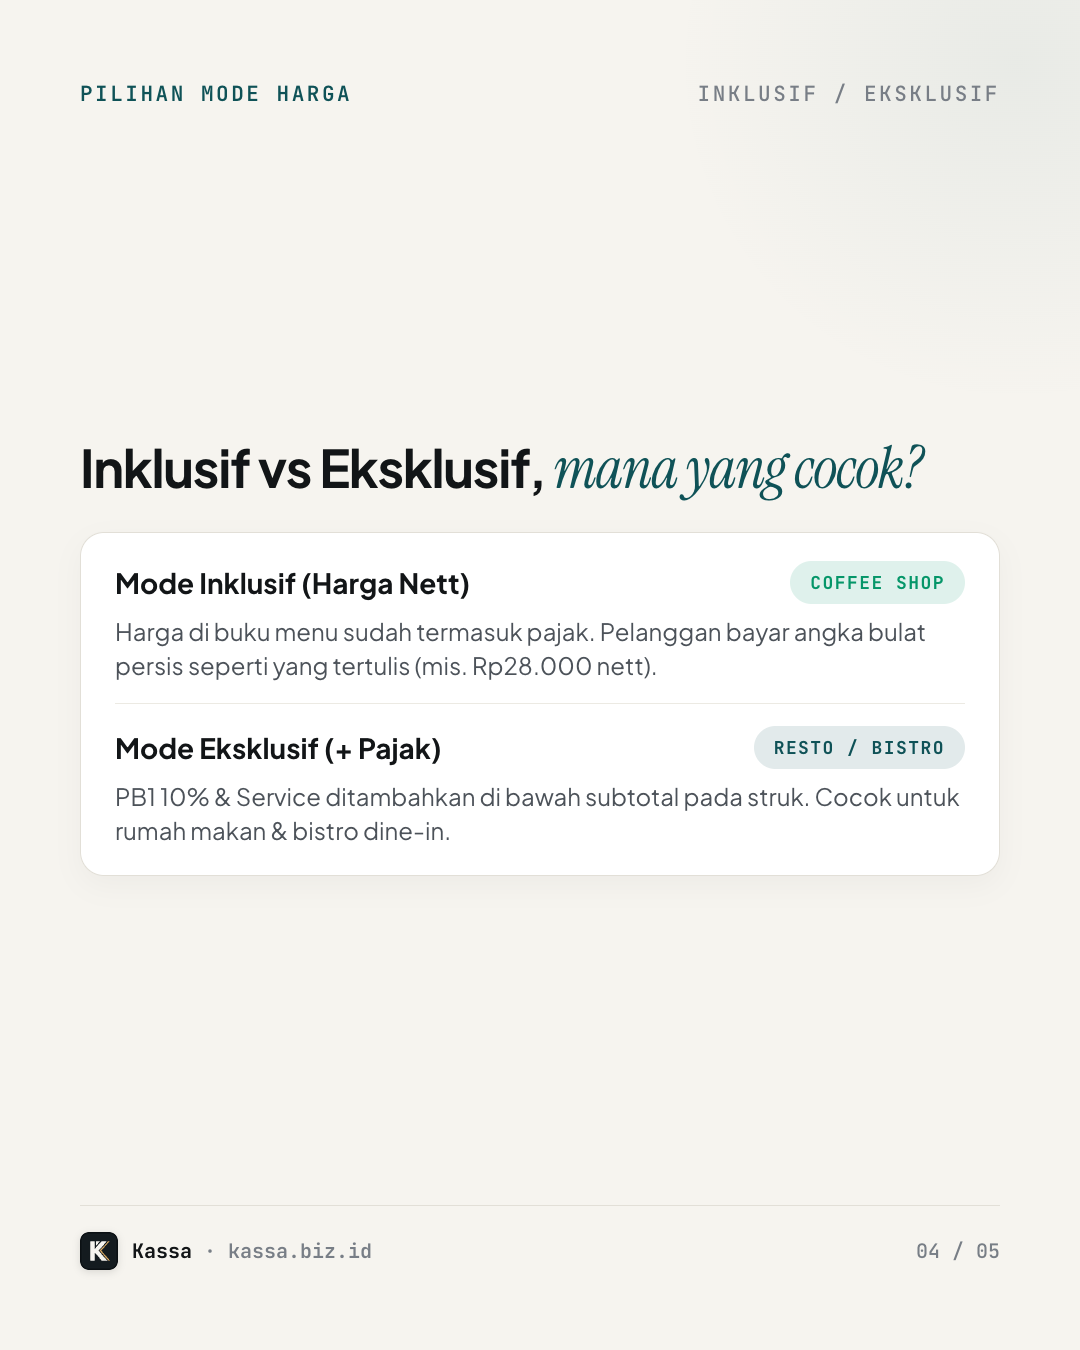 PILIHAN MODE HARGA
INKLUSIF / EKSKLUSIF
Inklusif vs Eksklusif, mana yang cocok?
Mode Inklusif (Harga Nett)
COFFEE SHOP
Harga di buku menu sudah termasuk pajak. Pelanggan bayar angka bulat
persis seperti yang tertulis (mis. Rp28.000 nett).
Mode Eksklusif (+ Pajak)
RESTO / BISTRO
PB1 10% & Service ditambahkan di bawah subtotal pada struk. Cocok untuk
rumah makan & bistro dine-in.
K
Kassa · kassa.biz.id
04 / 05